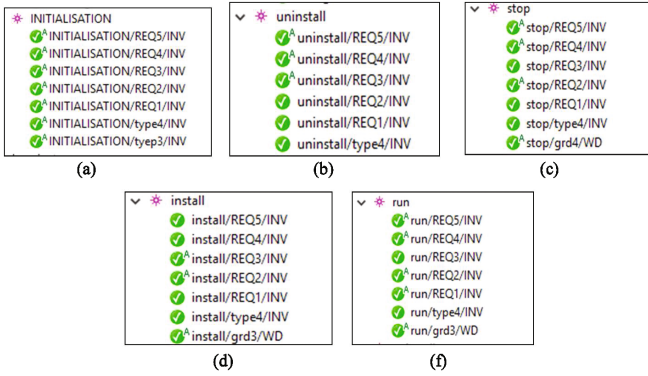 INITIALISATION
INITIALISATION/REQ5/INV
INITIALISATION/REQ4/INV
INITIALISATION/REQ3/INV
INITIALISATION/REQ2/INV
INITIALISATION/REQ1/INV
INITIALISATION/type4/INV
INITIALISATION/tyep3/INV
(a)
uninstall
uninstall/REQ5/INV
uninstall/REQ4/INV
uninstall/REQ3/INV
uninstall/REQ2/INV
uninstall/REQ1/INV
uninstall/type4/INV
(b)
stop
stop/REQ5/INV
stop/REQ4/INV
stop/REQ3/INV
stop/REQ2/INV
stop/REQ1/INV
stop/type4/INV
stop/grd4/WD
(c)
install
install/REQ5/INV
install/REQ4/INV
install/REQ3/INV
install/REQ2/INV
install/REQ1/INV
install/type4/INV
install/grd3/WD
(d)
run
run/REQ5/INV
run/REQ4/INV
run/REQ3/INV
run/REQ2/INV
run/REQ1/INV
run/type4/INV
run/grd3/WD
(f)